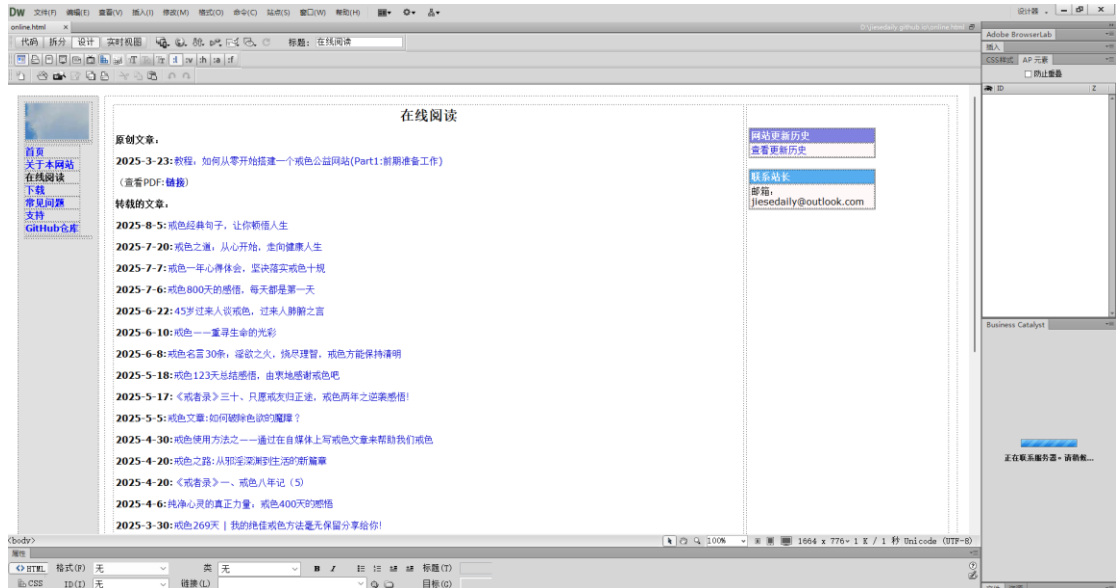 DW 文件(F) 编辑(E) 查看(V) 插入(I) 修改(M) 格式(O) 命令(C) 站点(S) 窗口(W) 帮助(H) 设计器
online.html × D:\jiesedaily.github.io\online.html
代码 拆分 设计 实时视图 标题: 在线阅读
Adobe BrowserLab
插入
CSS样式 AP 元素
防止重叠
ID Z
在线阅读
首页
关于本网站
在线阅读
下载
常见问题
支持
GitHub仓库
原创文章:
2025-3-23:教程: 如何从零开始搭建一个戒色公益网站(Part1:前期准备工作)
(查看PDF:链接)
转载的文章:
2025-8-5:戒色经典句子, 让你顿悟人生
2025-7-20:戒色之道: 从心开始, 走向健康人生
2025-7-7:戒色一年心得体会, 坚决落实戒色十规
2025-7-6:戒色800天的感悟, 每天都是第一天
2025-6-22:45岁过来人谈戒色, 过来人肺腑之言
2025-6-10:戒色——重寻生命的光彩
2025-6-8:戒色名言30条: 淫欲之火, 烧尽理智, 戒色方能保持清明
2025-5-18:戒色123天总结感悟, 由衷地感谢戒色吧
2025-5-17:《戒者录》三十、只愿戒友归正途, 戒色两年之逆袭感悟!
2025-5-5:戒色文章:如何破除色欲的魔障?
2025-4-30:戒色使用方法之一——通过在自媒体上写戒色文章来帮助我们戒色
2025-4-20:戒色之路:从邪淫深渊到生活的新篇章
2025-4-20:《戒者录》一、戒色八年记 (5)
2025-4-6:纯净心灵的真正力量: 戒色400天的感悟
2025-3-30:戒色269天 | 我的绝佳戒色方法毫无保留分享给你!
网站更新历史
查看更新历史
联系站长
邮箱:
jiesedaily@outlook.com
Business Catalyst
正在联系服务器。请稍候...
<body> 100% 1664 x 776 1 K / 1 秒 Unicode (UTF-8)
属性
<> HTML 格式(F) 无 类 无 B I 标题(T)
CSS ID(I) 无 链接(L) 目标(G)